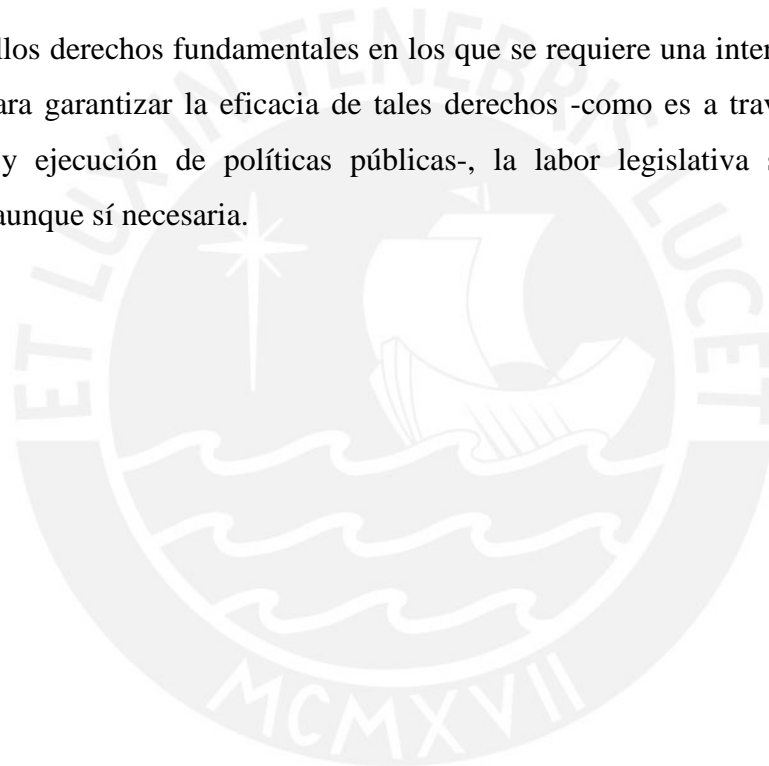 llos derechos fundamentales en los que se requiere una inter
ara garantizar la eficacia de tales derechos -como es a trav
y ejecución de políticas públicas-, la labor legislativa s
aunque sí necesaria.
ET LUX IN TENEBRIS LUCET
MCMXVII